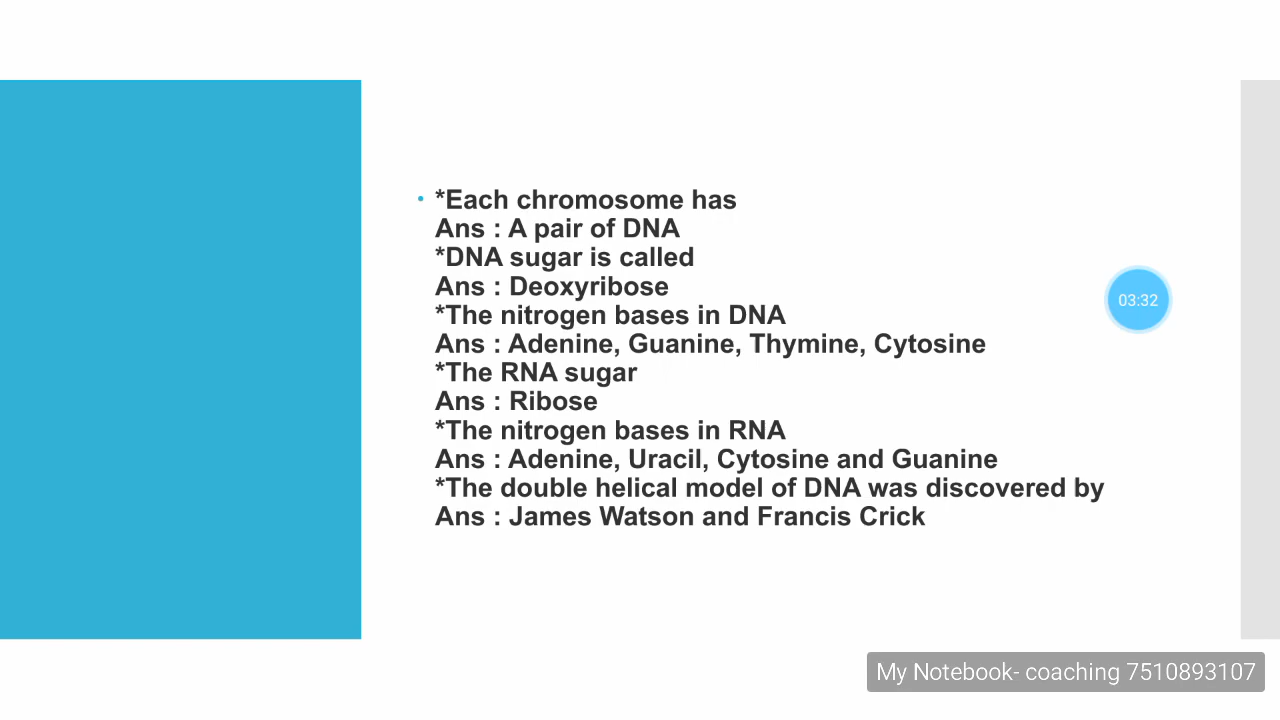 *Each chromosome has
Ans : A pair of DNA
*DNA sugar is called
Ans : Deoxyribose
*The nitrogen bases in DNA
Ans : Adenine, Guanine, Thymine, Cytosine
*The RNA sugar
Ans : Ribose
*The nitrogen bases in RNA
Ans : Adenine, Uracil, Cytosine and Guanine
*The double helical model of DNA was discovered by
Ans : James Watson and Francis Crick
03:32
My Notebook- coaching 7510893107